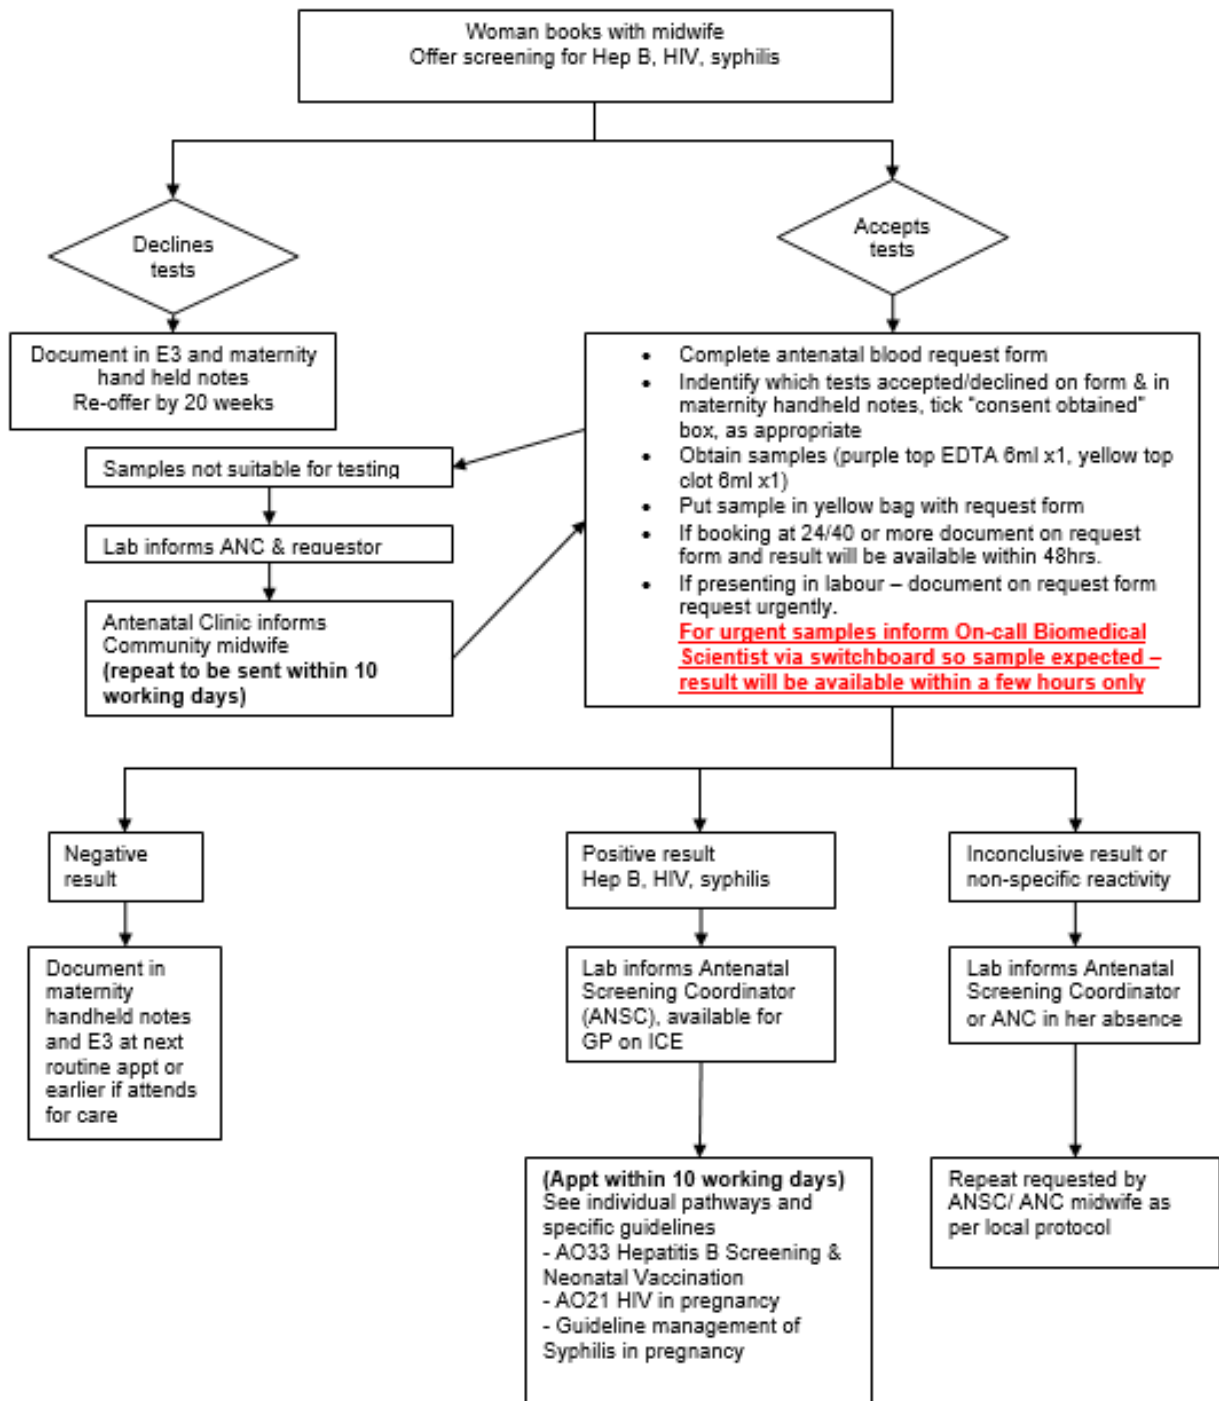 Woman books with midwife
Offer screening for Hep B, HIV, syphilis
Declines
tests
Accepts
tests
Document in E3 and maternity
hand held notes
Re-offer by 20 weeks
• Complete antenatal blood request form
• Indentify which tests accepted/declined on form & in
maternity handheld notes, tick “consent obtained”
box, as appropriate
• Obtain samples (purple top EDTA 6ml x1, yellow top
clot 6ml x1)
• Put sample in yellow bag with request form
• If booking at 24/40 or more document on request
form and result will be available within 48hrs.
• If presenting in labour – document on request form
request urgently.
For urgent samples inform On-call Biomedical
Scientist via switchboard so sample expected –
result will be available within a few hours only
Samples not suitable for testing
Lab informs ANC & requestor
Antenatal Clinic informs
Community midwife
(repeat to be sent within 10
working days)
Negative
result
Positive result
Hep B, HIV, syphilis
Inconclusive result or
non-specific reactivity
Document in
maternity
handheld notes
and E3 at next
routine appt or
earlier if attends
for care
Lab informs Antenatal
Screening Coordinator
(ANSC), available for
GP on ICE
Lab informs Antenatal
Screening Coordinator
or ANC in her absence
(Appt within 10 working days)
See individual pathways and
specific guidelines
- AO33 Hepatitis B Screening &
Neonatal Vaccination
- AO21 HIV in pregnancy
- Guideline management of
Syphilis in pregnancy
Repeat requested by
ANSC/ ANC midwife as
per local protocol